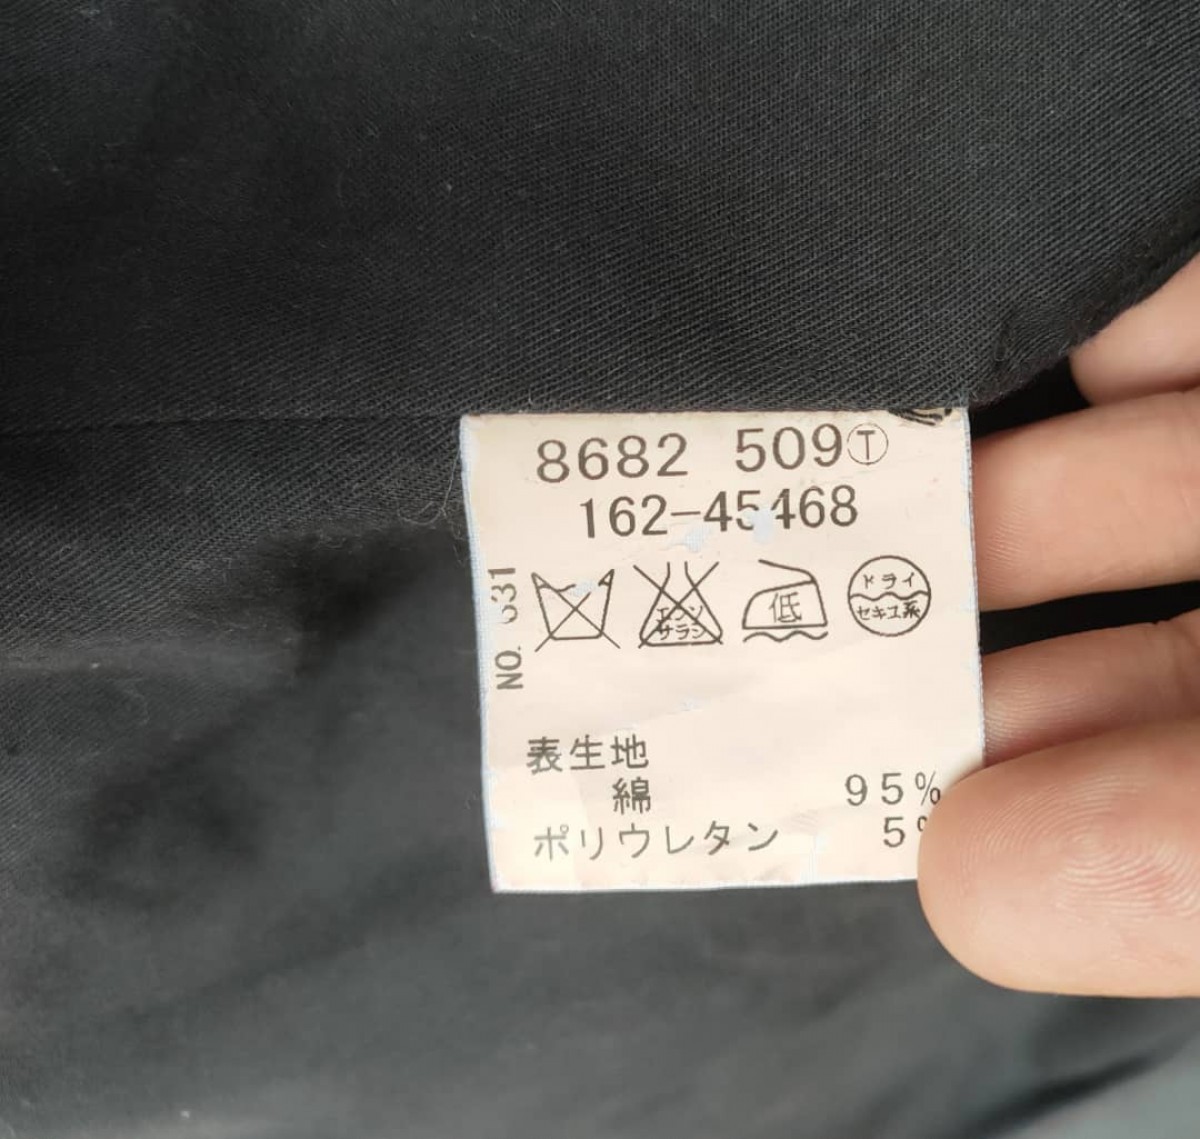 8682 509Ⓣ
162-45468
NO. 331
エンソ
サラシ
低
ドライ
セキユ系
表生地
綿 95%
ポリウレタン 5%